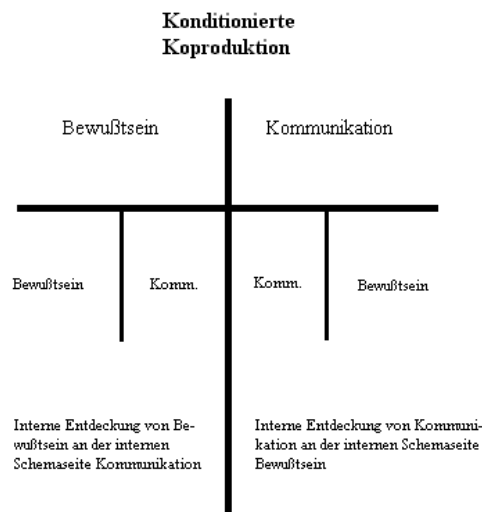 Konditionierte
Koproduktion
Bewußtsein
Kommunikation
Bewußtsein
Komm.
Komm.
Bewußtsein
Interne Entdeckung von Be-
wußtsein an der internen
Schemaseite Kommunikation
Interne Entdeckung von Kommuni-
kation an der internen Schemaseite
Bewußtsein